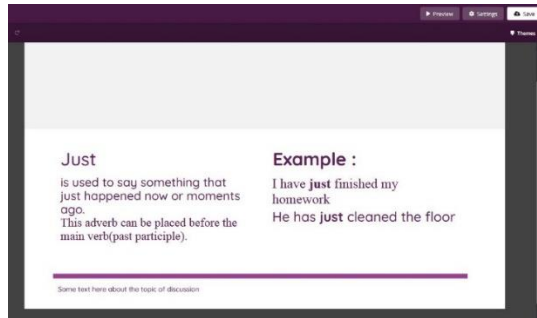 Preview Settings Save
Themes
Just
is used to say something that
just happened now or moments
ago.
This adverb can be placed before the
main verb(past participle).
Example :
I have just finished my
homework
He has just cleaned the floor
Some text here about the topic of discussion